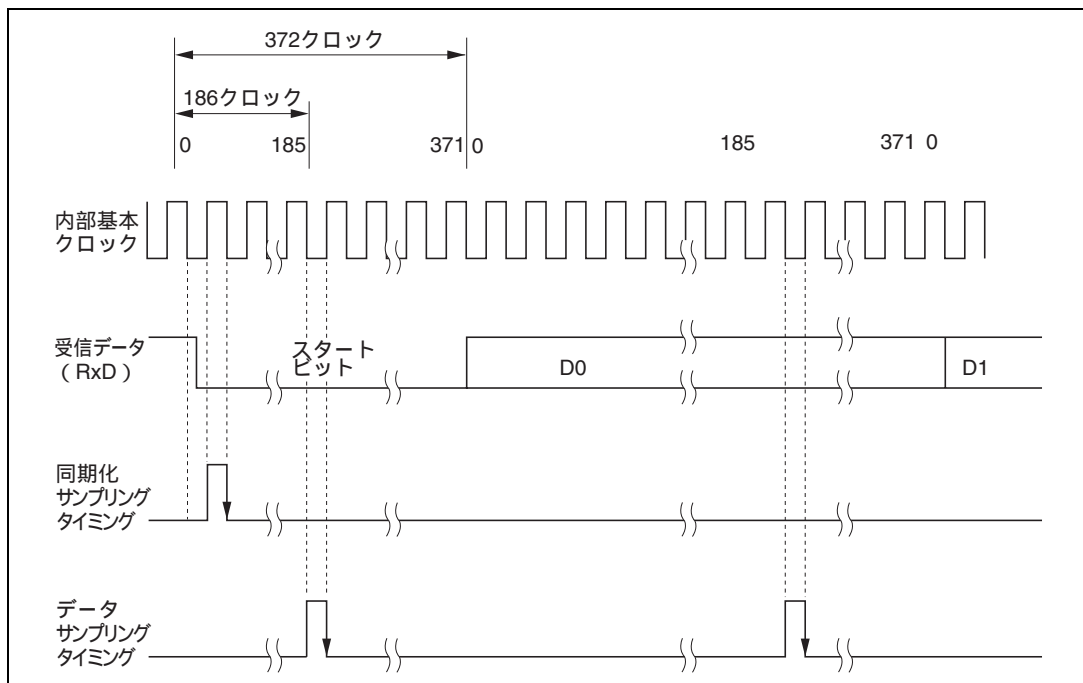 372クロック
186クロック
0 185 371 0 185 371 0
内部基本
クロック
受信データ
(RxD)
スタート
ビット
D0
D1
同期化
サンプリング
タイミング
データ
サンプリング
タイミング